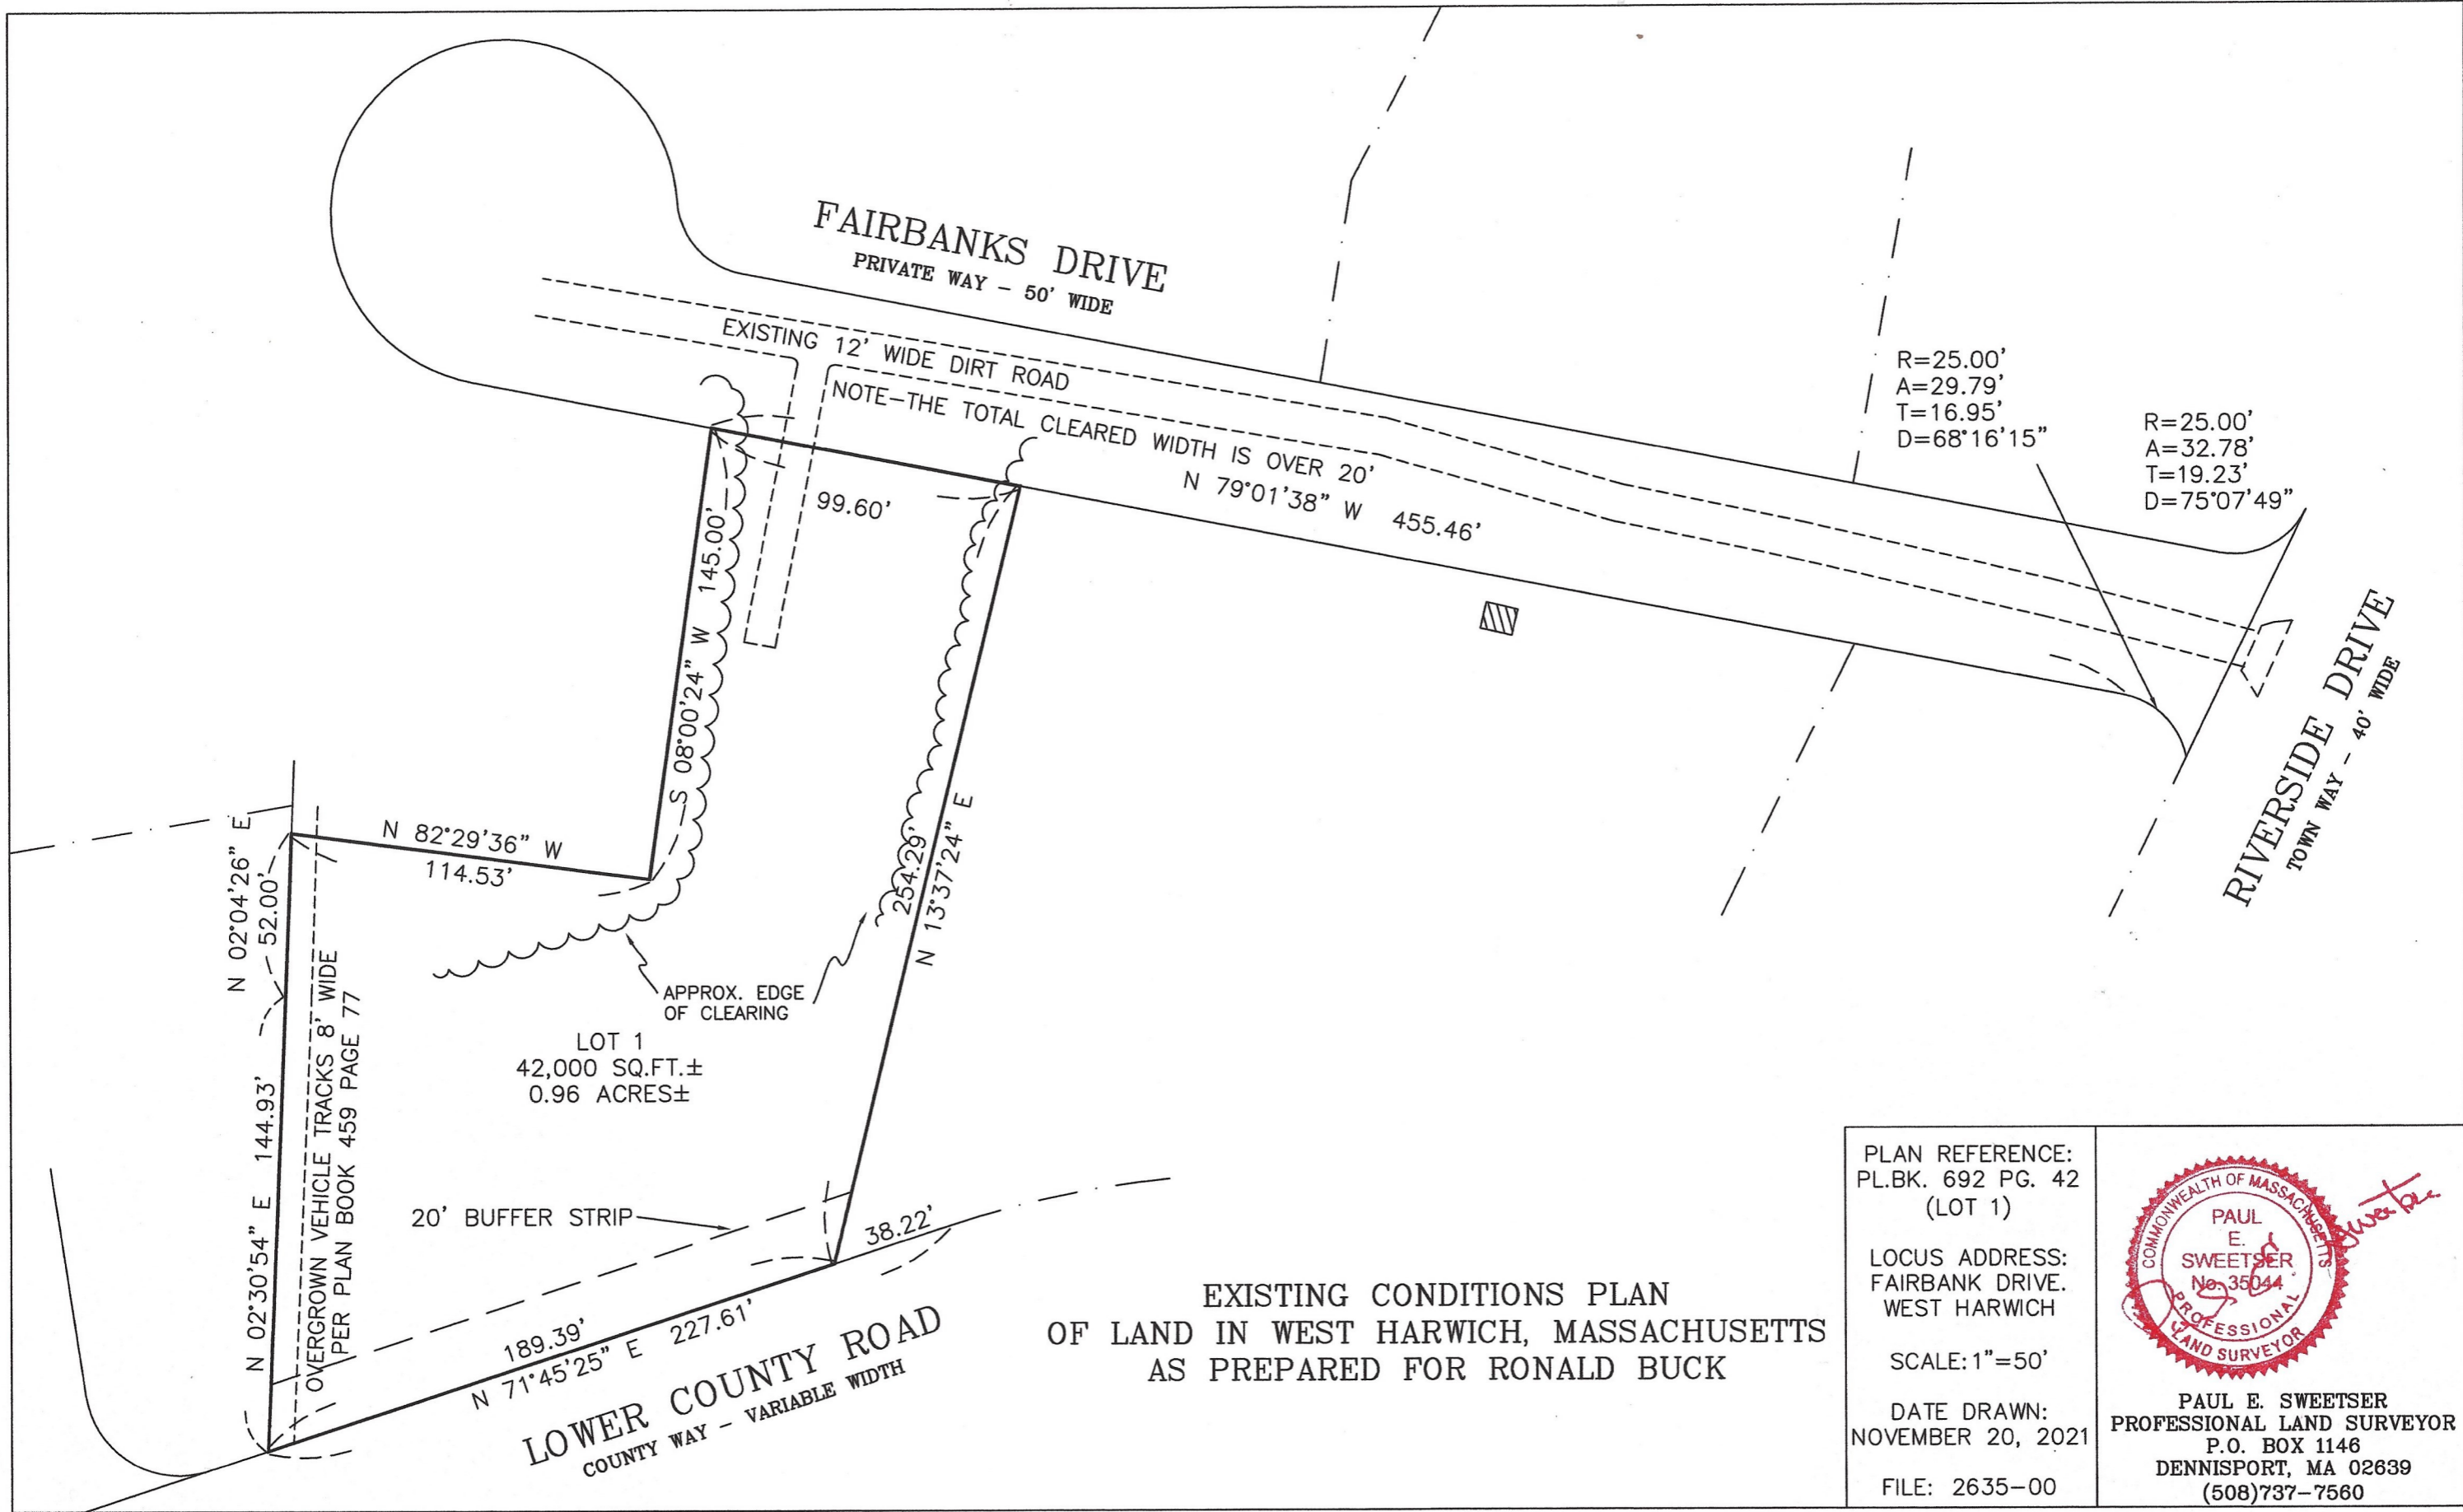 FAIRBANKS DRIVE
PRIVATE WAY - 50' WIDE
EXISTING 12' WIDE DIRT ROAD
NOTE-THE TOTAL CLEARED WIDTH IS OVER 20'
N 79°01'38" W 455.46'
99.60'
R=25.00'
A=29.79'
T=16.95'
D=68°16'15"
R=25.00'
A=32.78'
T=19.23'
D=75°07'49"
RIVERSIDE DRIVE
TOWN WAY - 40' WIDE
S 08°00'24" W 145.00'
N 82°29'36" W
114.53'
N 02°04'26" E
52.00'
254.29'
N 13°37'24" E
APPROX. EDGE
OF CLEARING
LOT 1
42,000 SQ.FT.±
0.96 ACRES±
N 02°30'54" E 144.93'
OVERGROWN VEHICLE TRACKS 8' WIDE
PER PLAN BOOK 459 PAGE 77
20' BUFFER STRIP
38.22'
189.39'
N 71°45'25" E 227.61'
LOWER COUNTY ROAD
COUNTY WAY - VARIABLE WIDTH
EXISTING CONDITIONS PLAN
OF LAND IN WEST HARWICH, MASSACHUSETTS
AS PREPARED FOR RONALD BUCK
PLAN REFERENCE:
PL.BK. 692 PG. 42
(LOT 1)
LOCUS ADDRESS:
FAIRBANK DRIVE.
WEST HARWICH
SCALE: 1"=50'
DATE DRAWN:
NOVEMBER 20, 2021
FILE: 2635-00
COMMONWEALTH OF MASSACHUSETTS
PAUL
E.
SWEETSER
No. 35044
PROFESSIONAL
LAND SURVEYOR
PAUL E. SWEETSER
PROFESSIONAL LAND SURVEYOR
P.O. BOX 1146
DENNISPORT, MA 02639
(508)737-7560